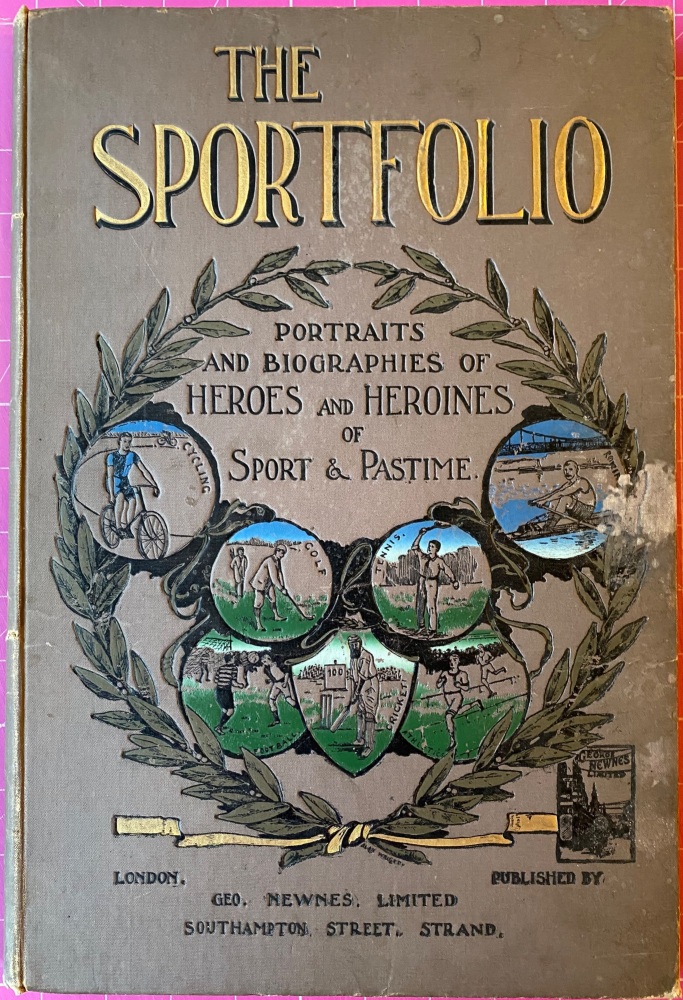 THE
SPORTFOLIO
PORTRAITS
AND BIOGRAPHIES OF
HEROES AND HEROINES
OF
SPORT & PASTIME.
CYCLING
GOLF
TENNIS.
100
CRICKET
FOOTBALL
GEORGE
NEWNES
LIMITED
LONDON. PUBLISHED BY
GEO. NEWNES, LIMITED
SOUTHAMPTON STREET, STRAND.